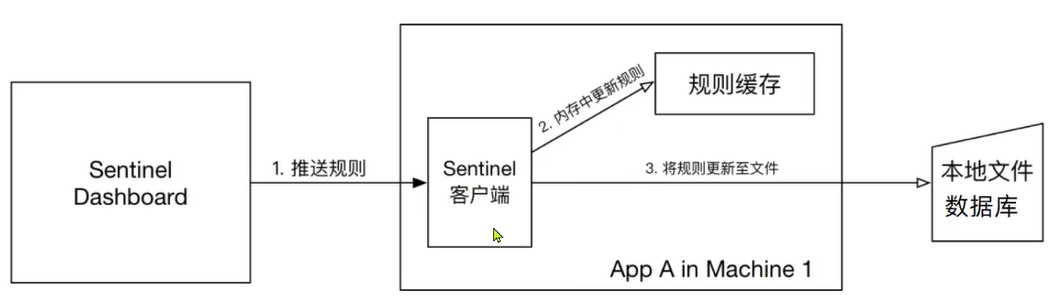 Sentinel
Dashboard
1. 推送规则
Sentinel
客户端
2. 内存中更新规则
规则缓存
3. 将规则更新至文件
本地文件
数据库
App A in Machine 1